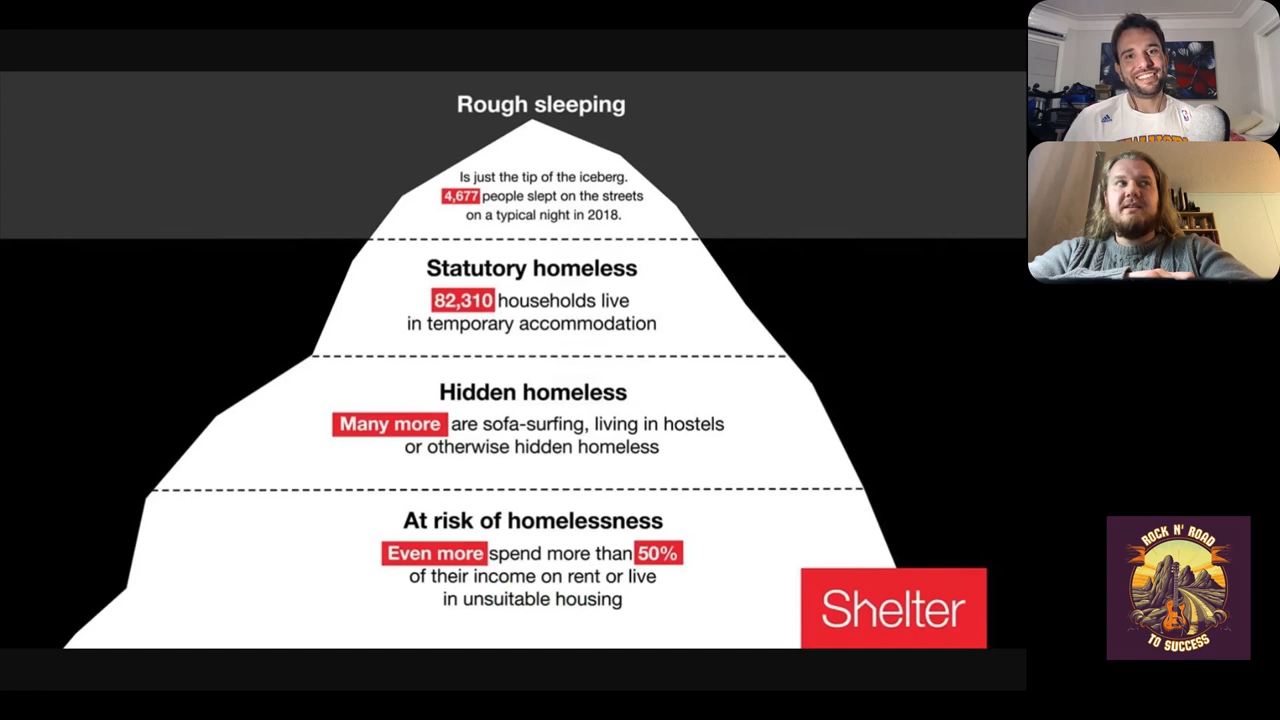 Rough sleeping
Is just the tip of the iceberg.
4,677 people slept on the streets
on a typical night in 2018.
Statutory homeless
82,310 households live
in temporary accommodation
Hidden homeless
Many more are sofa-surfing, living in hostels
or otherwise hidden homeless
At risk of homelessness
Even more spend more than 50%
of their income on rent or live
in unsuitable housing
Shelter
ROCK N' ROAD
TO SUCCESS